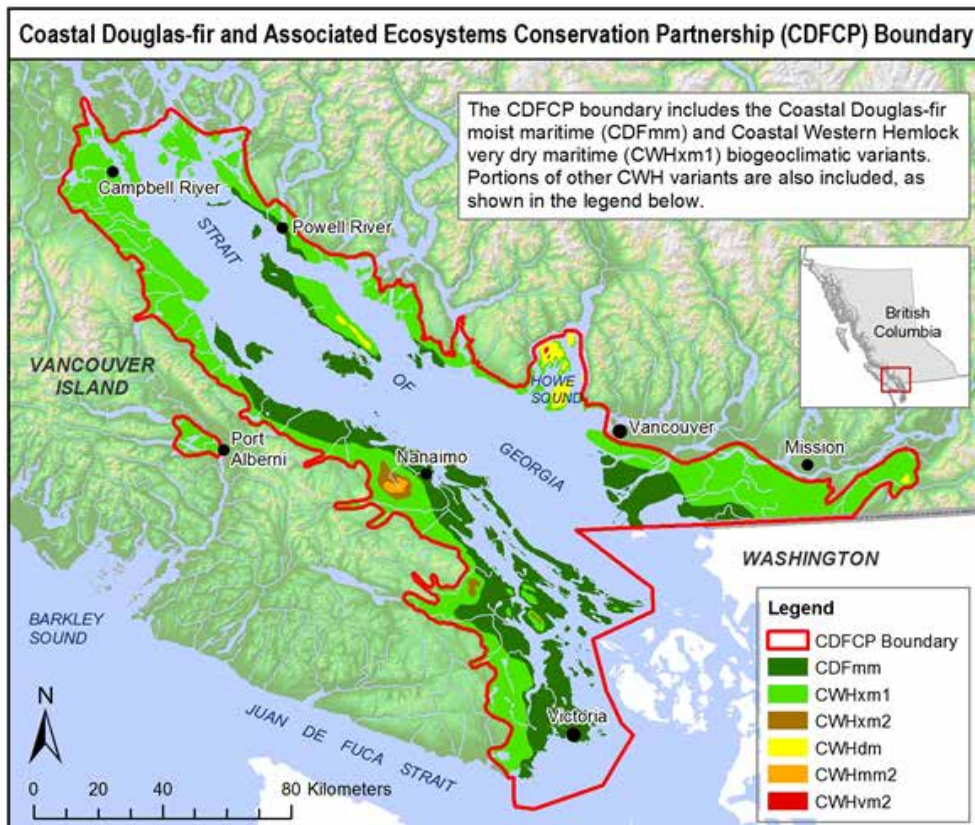 Coastal Douglas-fir and Associated Ecosystems Conservation Partnership (CDFCP) Boundary
The CDFCP boundary includes the Coastal Douglas-fir
moist maritime (CDFmm) and Coastal Western Hemlock
very dry maritime (CWHxm1) biogeoclimatic variants.
Portions of other CWH variants are also included, as
shown in the legend below.
Campbell River
Powell River
STRAIT
British
Columbia
VANCOUVER
ISLAND
OF
HOWE
SOUND
Vancouver
Port
Alberni
Nanaimo
GEORGIA
Mission
WASHINGTON
BARKLEY
SOUND
Legend
CDFCP Boundary
CDFmm
CWHxm1
CWHxm2
CWHdm
CWHmm2
CWHvm2
N
JUAN DE FUCA STRAIT
Victoria
0 20 40 80 Kilometers